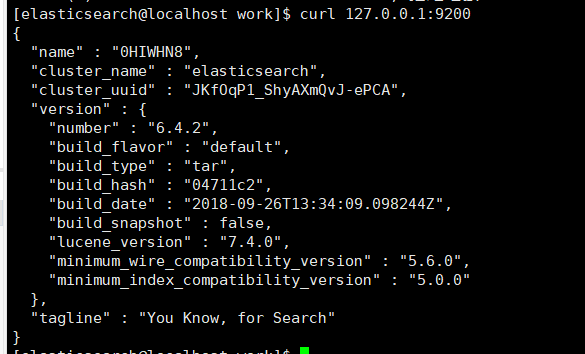 [elasticsearch@localhost work]$ curl 127.0.0.1:9200
{
  "name" : "0HIWHN8",
  "cluster_name" : "elasticsearch",
  "cluster_uuid" : "JKfOqP1_ShyAXmQvJ-ePCA",
  "version" : {
    "number" : "6.4.2",
    "build_flavor" : "default",
    "build_type" : "tar",
    "build_hash" : "04711c2",
    "build_date" : "2018-09-26T13:34:09.098244Z",
    "build_snapshot" : false,
    "lucene_version" : "7.4.0",
    "minimum_wire_compatibility_version" : "5.6.0",
    "minimum_index_compatibility_version" : "5.0.0"
  },
  "tagline" : "You Know, for Search"
}
[elasticsearch@localhost work]$